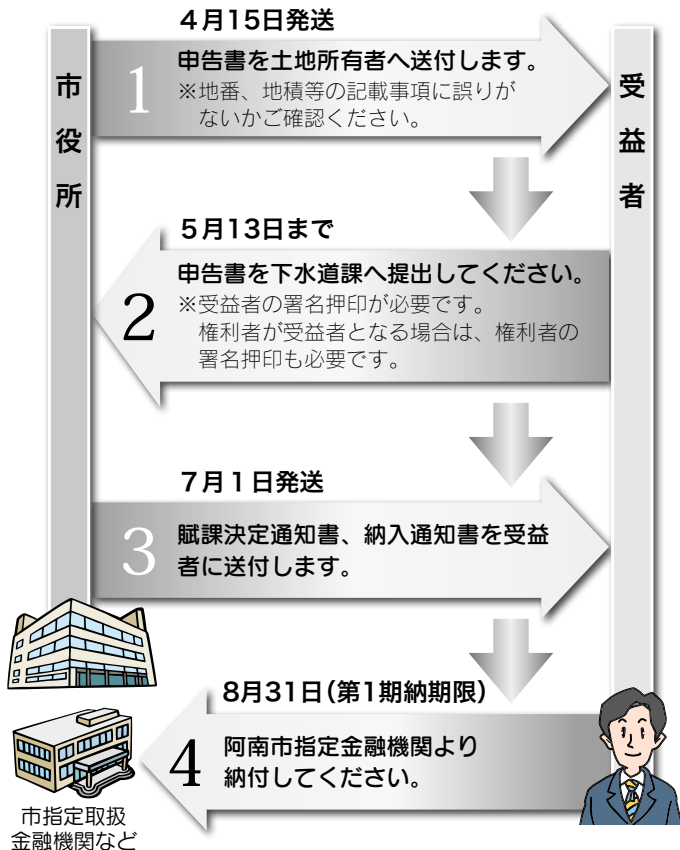 ４月15日発送
市役所
1
申告書を土地所有者へ送付します。
※地番、地積等の記載事項に誤りが
ないかご確認ください。
受益者
５月13日まで
2
申告書を下水道課へ提出してください。
※受益者の署名押印が必要です。
権利者が受益者となる場合は、権利者の
署名押印も必要です。
７月１日発送
3
賦課決定通知書、納入通知書を受益
者に送付します。
8月31日（第1期納期限）
4
阿南市指定金融機関より
納付してください。
市指定取扱
金融機関など